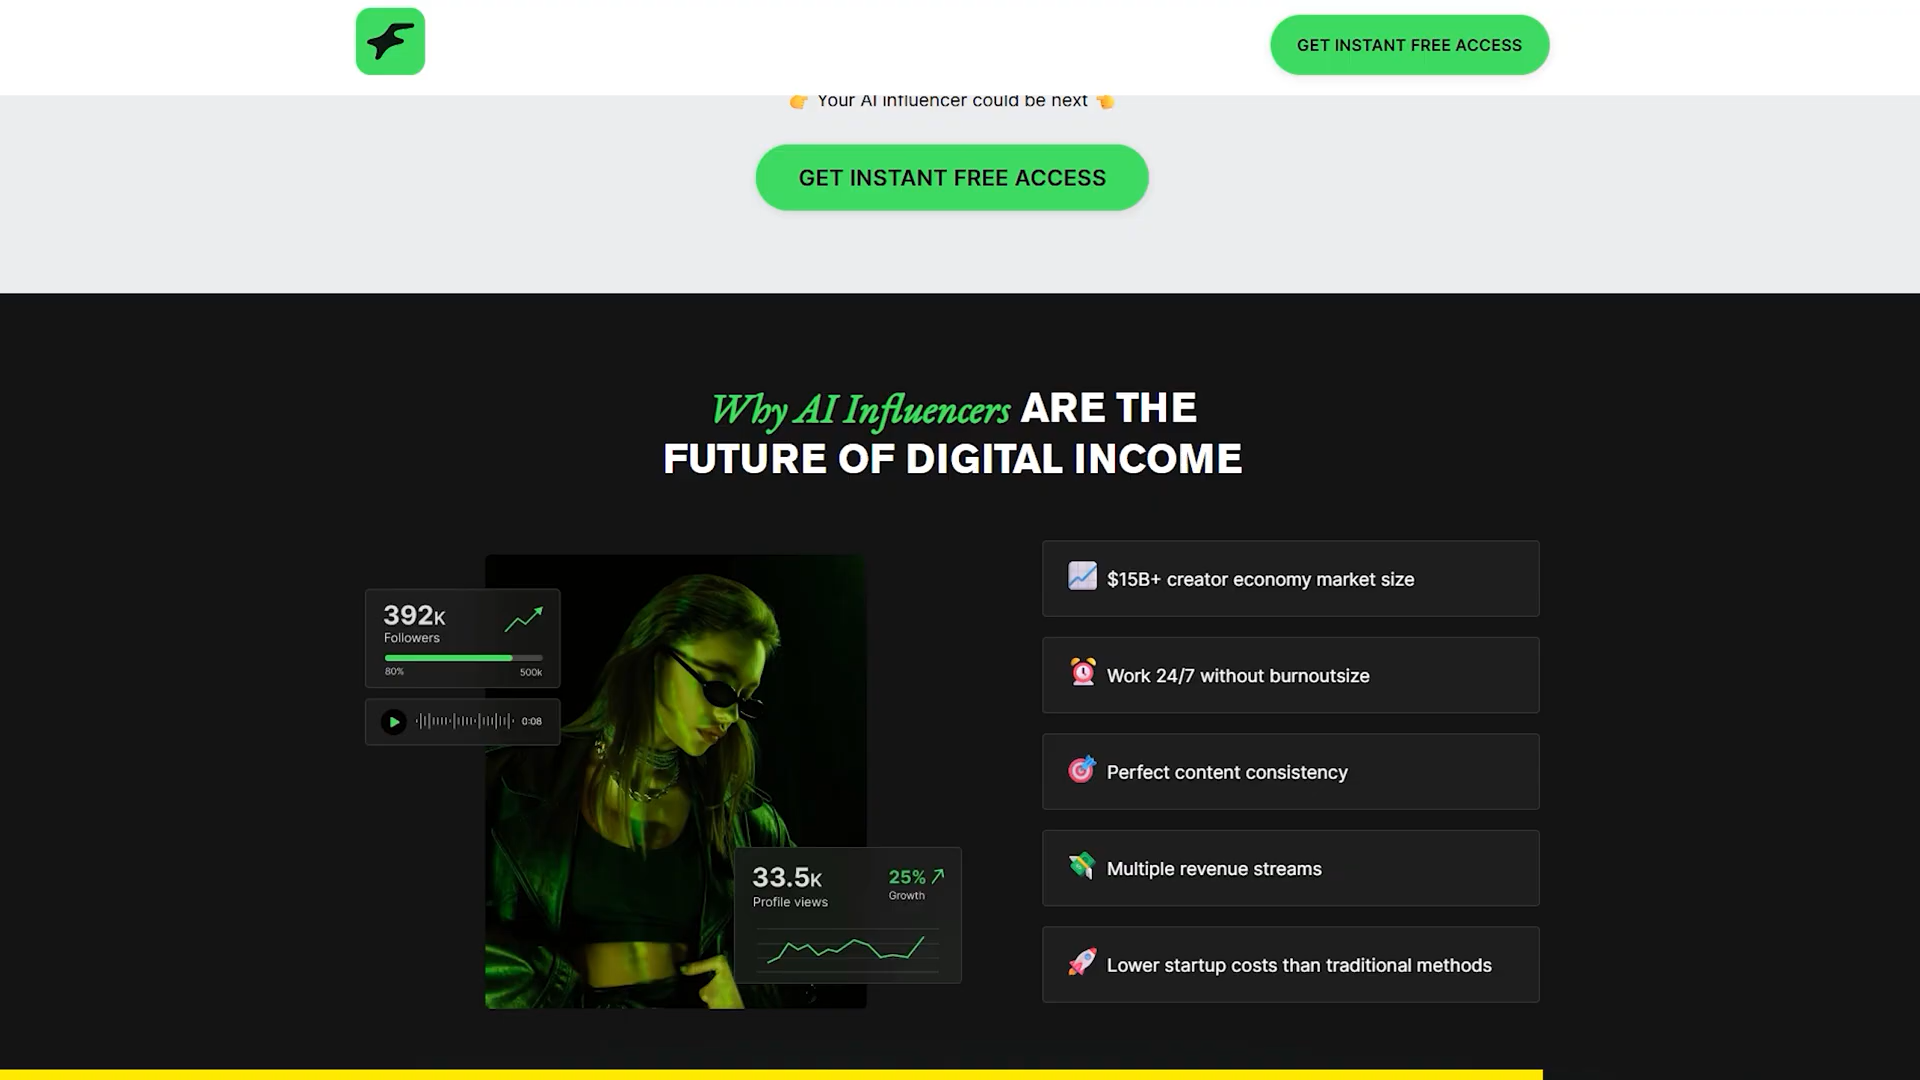 GET INSTANT FREE ACCESS
👉 Your AI influencer could be next 👈
GET INSTANT FREE ACCESS
Why AI Influencers ARE THE
FUTURE OF DIGITAL INCOME
392K
Followers
80% 500k
0:08
33.5K
Profile views
25%
Growth
$15B+ creator economy market size
Work 24/7 without burnoutsize
Perfect content consistency
Multiple revenue streams
Lower startup costs than traditional methods